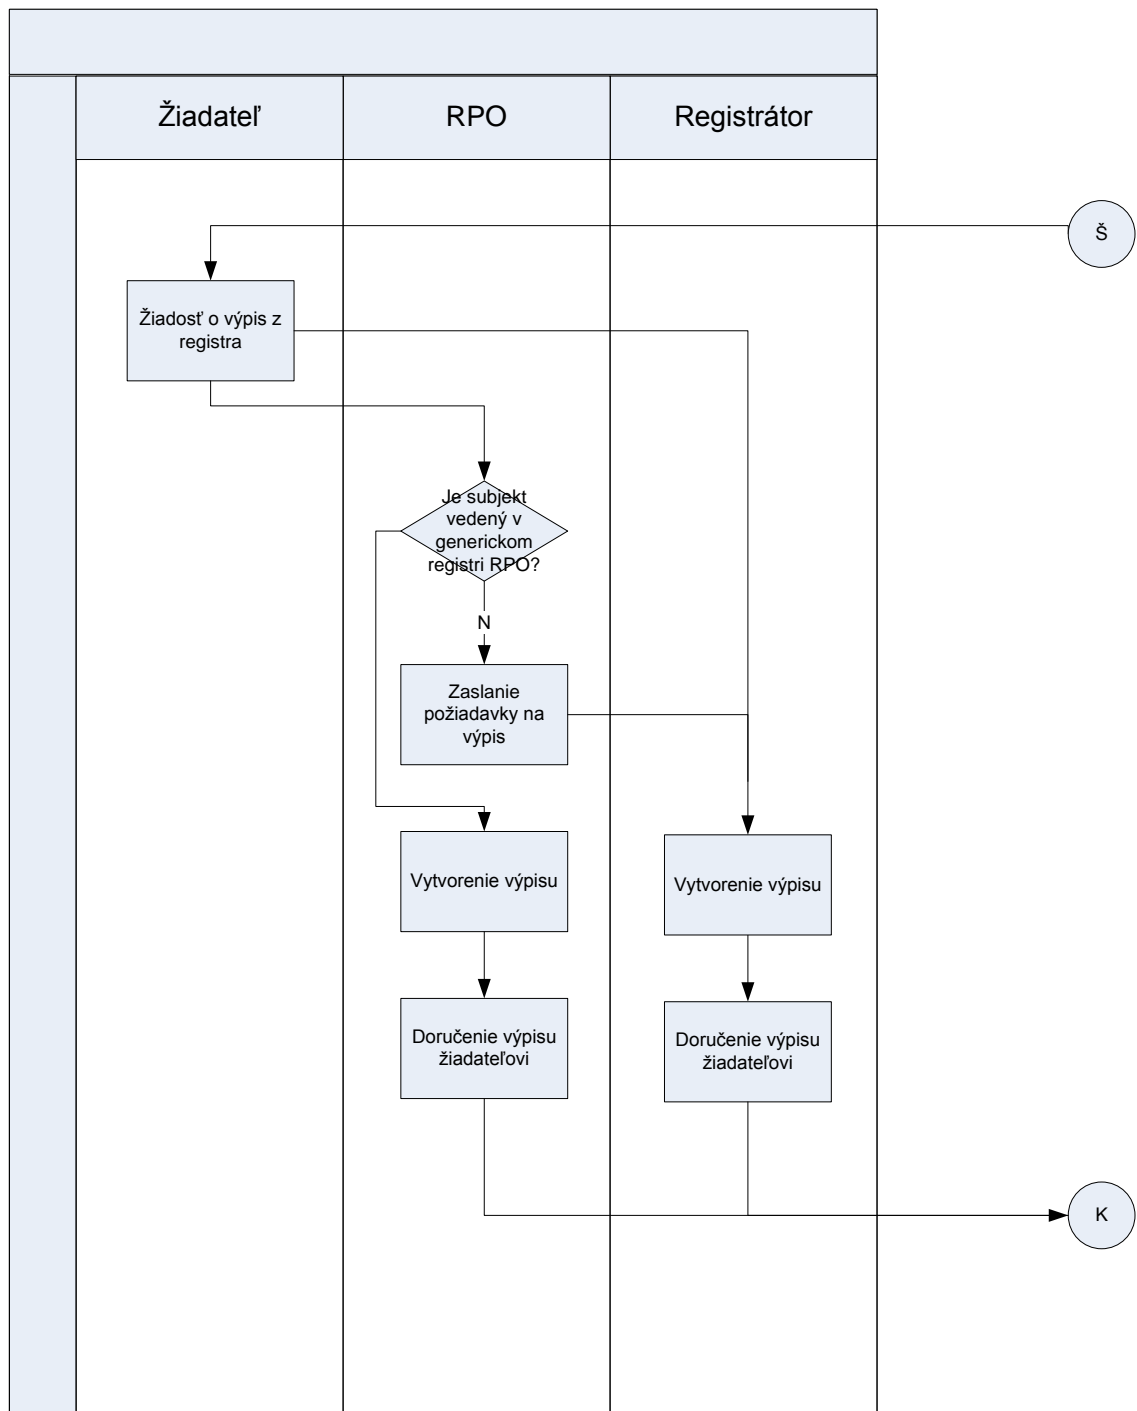 Žiadateľ
RPO
Registrátor
Š
Žiadosť o výpis z
registra
Je subjekt
vedený v
generickom
registri RPO?
N
Zaslanie
požiadavky na
výpis
Vytvorenie výpisu
Vytvorenie výpisu
Doručenie výpisu
žiadateľovi
Doručenie výpisu
žiadateľovi
K